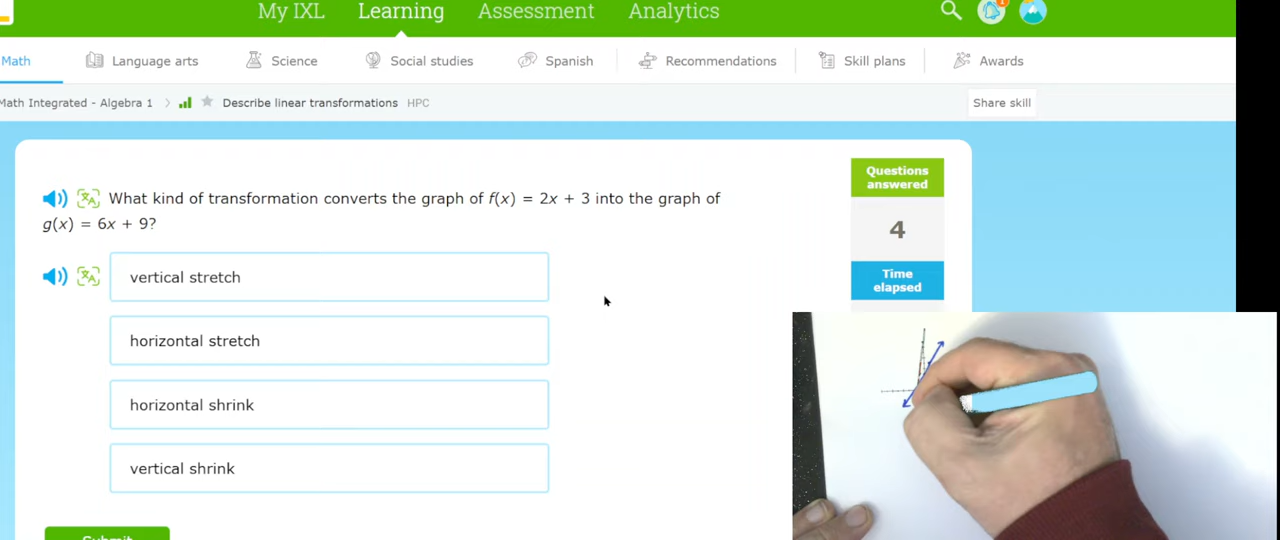 My IXL Learning Assessment Analytics
1
Math Language arts Science Social studies Spanish Recommendations Skill plans Awards
Math Integrated - Algebra 1 > Describe linear transformations HPC Share skill
What kind of transformation converts the graph of f(x) = 2x + 3 into the graph of
g(x) = 6x + 9?
vertical stretch
horizontal stretch
horizontal shrink
vertical shrink
Submit
Questions
answered
4
Time
elapsed